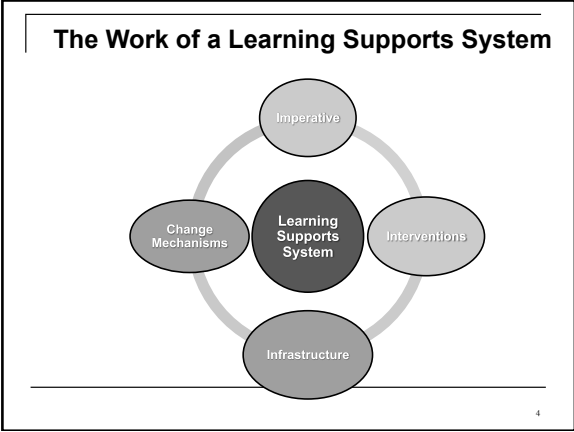 The Work of a Learning Supports System
Imperative
Change
Mechanisms
Learning
Supports
System
Interventions
Infrastructure
4